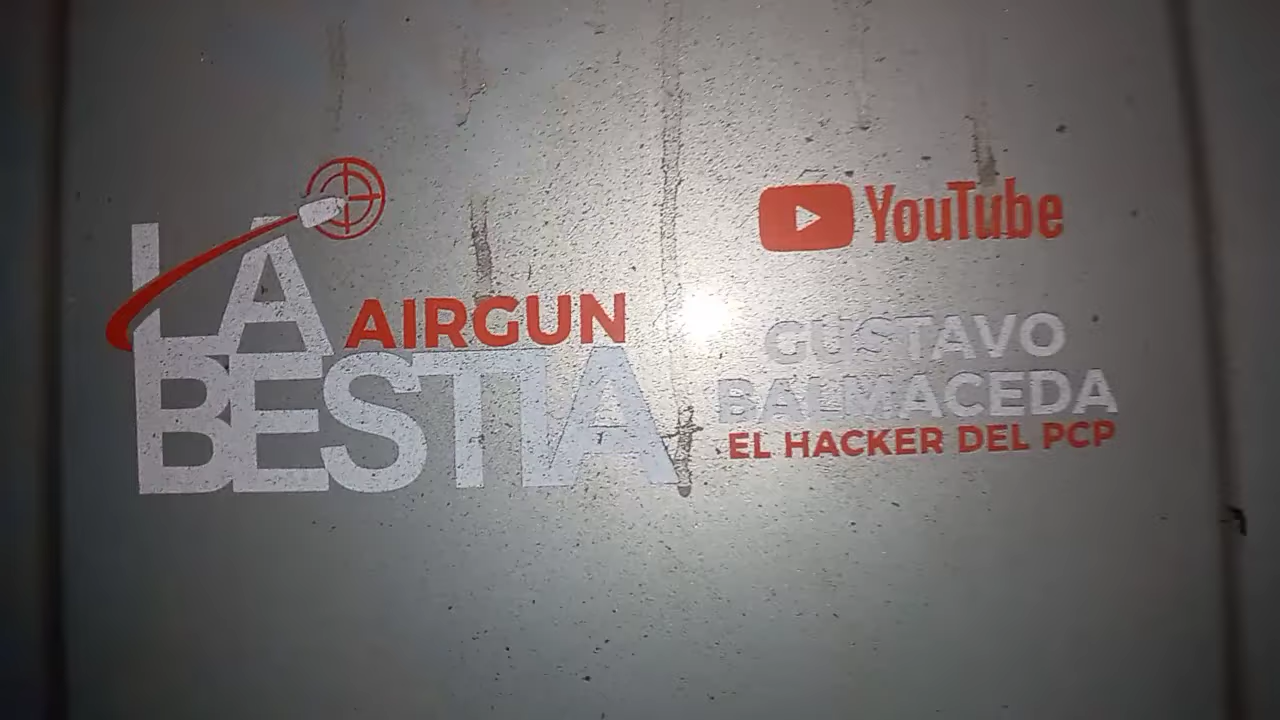 LA
AIRGUN
BESTIA
YouTube
GUSTAVO
BALMACEDA
EL HACKER DEL PCP